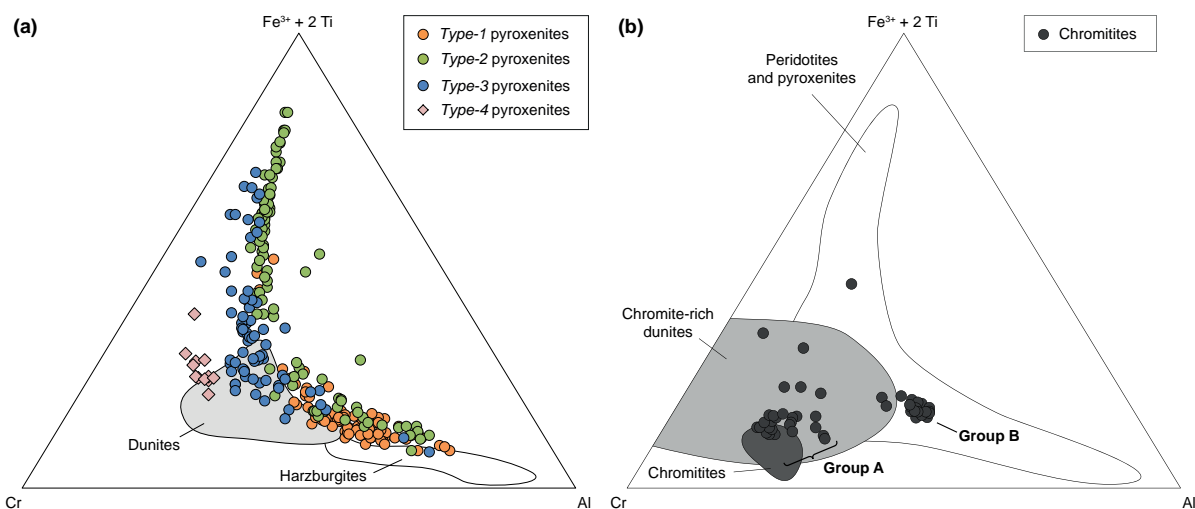 (a)
Fe³⁺ + 2 Ti
Type-1 pyroxenites
Type-2 pyroxenites
Type-3 pyroxenites
Type-4 pyroxenites
Dunites
Harzburgites
Cr
Al
(b)
Fe³⁺ + 2 Ti
Chromitites
Peridotites
and pyroxenites
Chromite-rich
dunites
Group B
Chromitites
Group A
Cr
Al